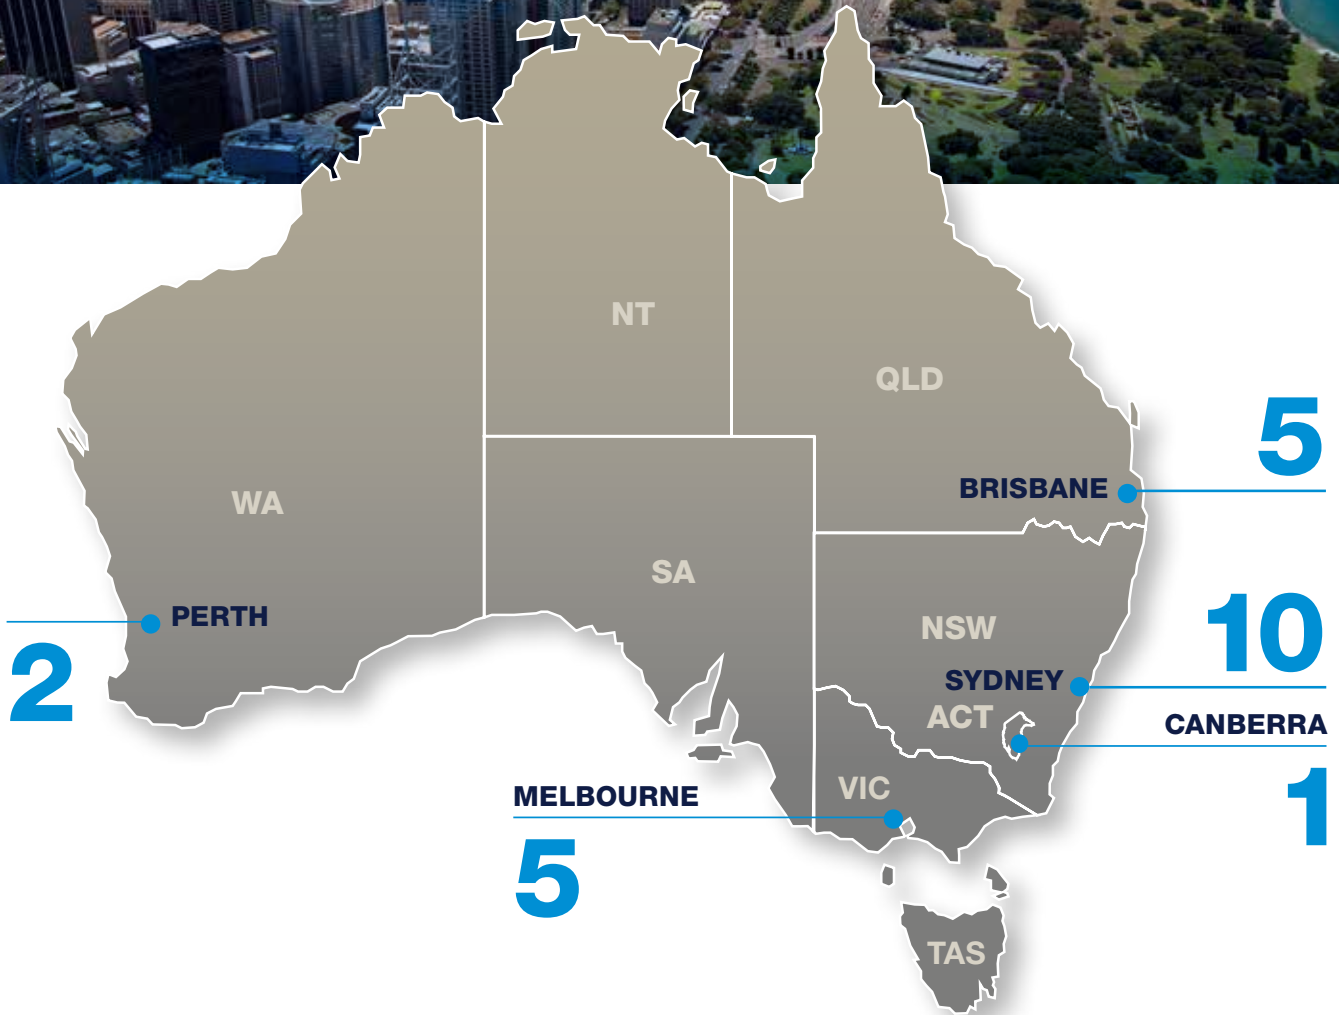 NT
QLD
5
BRISBANE
WA
SA
PERTH
2
NSW
10
SYDNEY
ACT
CANBERRA
1
VIC
MELBOURNE
5
TAS